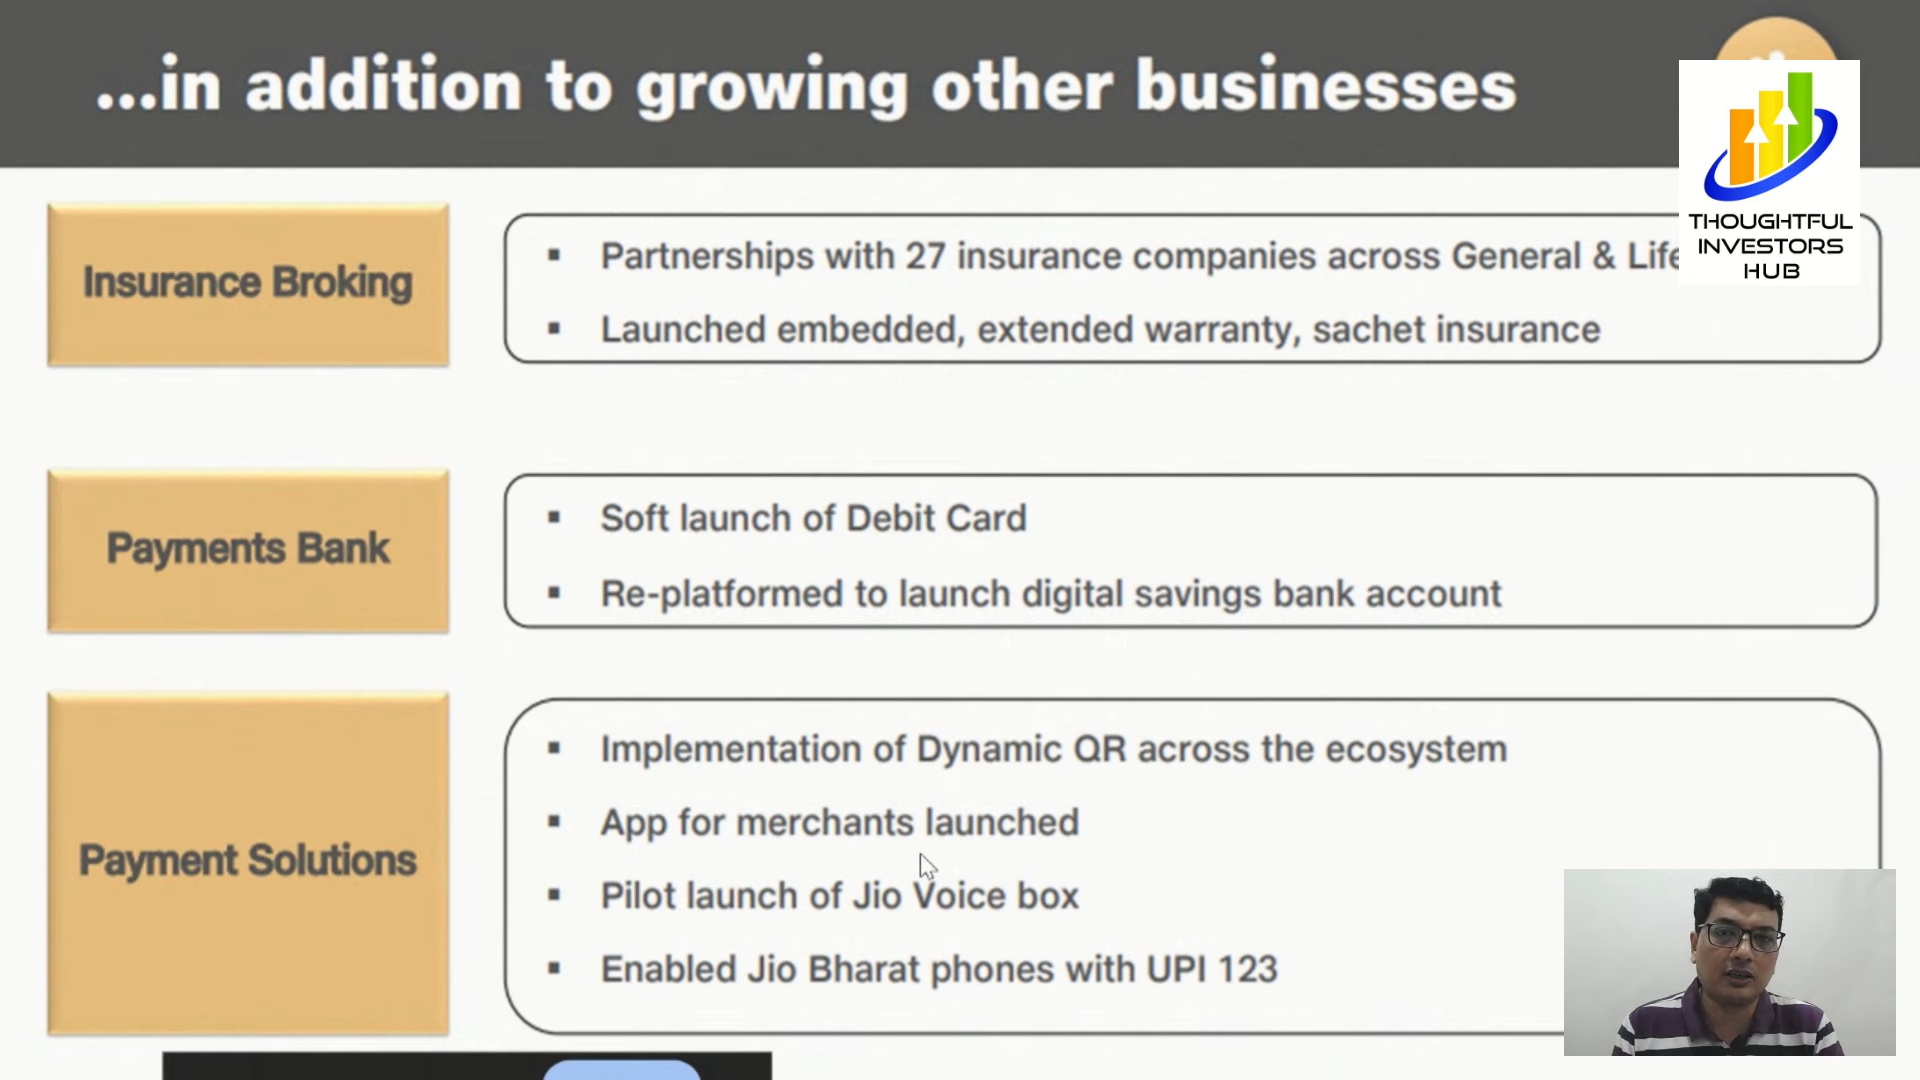 ...in addition to growing other businesses
THOUGHTFUL
INVESTORS
HUB
Insurance Broking
▪ Partnerships with 27 insurance companies across General & Life
▪ Launched embedded, extended warranty, sachet insurance
Payments Bank
▪ Soft launch of Debit Card
▪ Re-platformed to launch digital savings bank account
Payment Solutions
▪ Implementation of Dynamic QR across the ecosystem
▪ App for merchants launched
▪ Pilot launch of Jio Voice box
▪ Enabled Jio Bharat phones with UPI 123